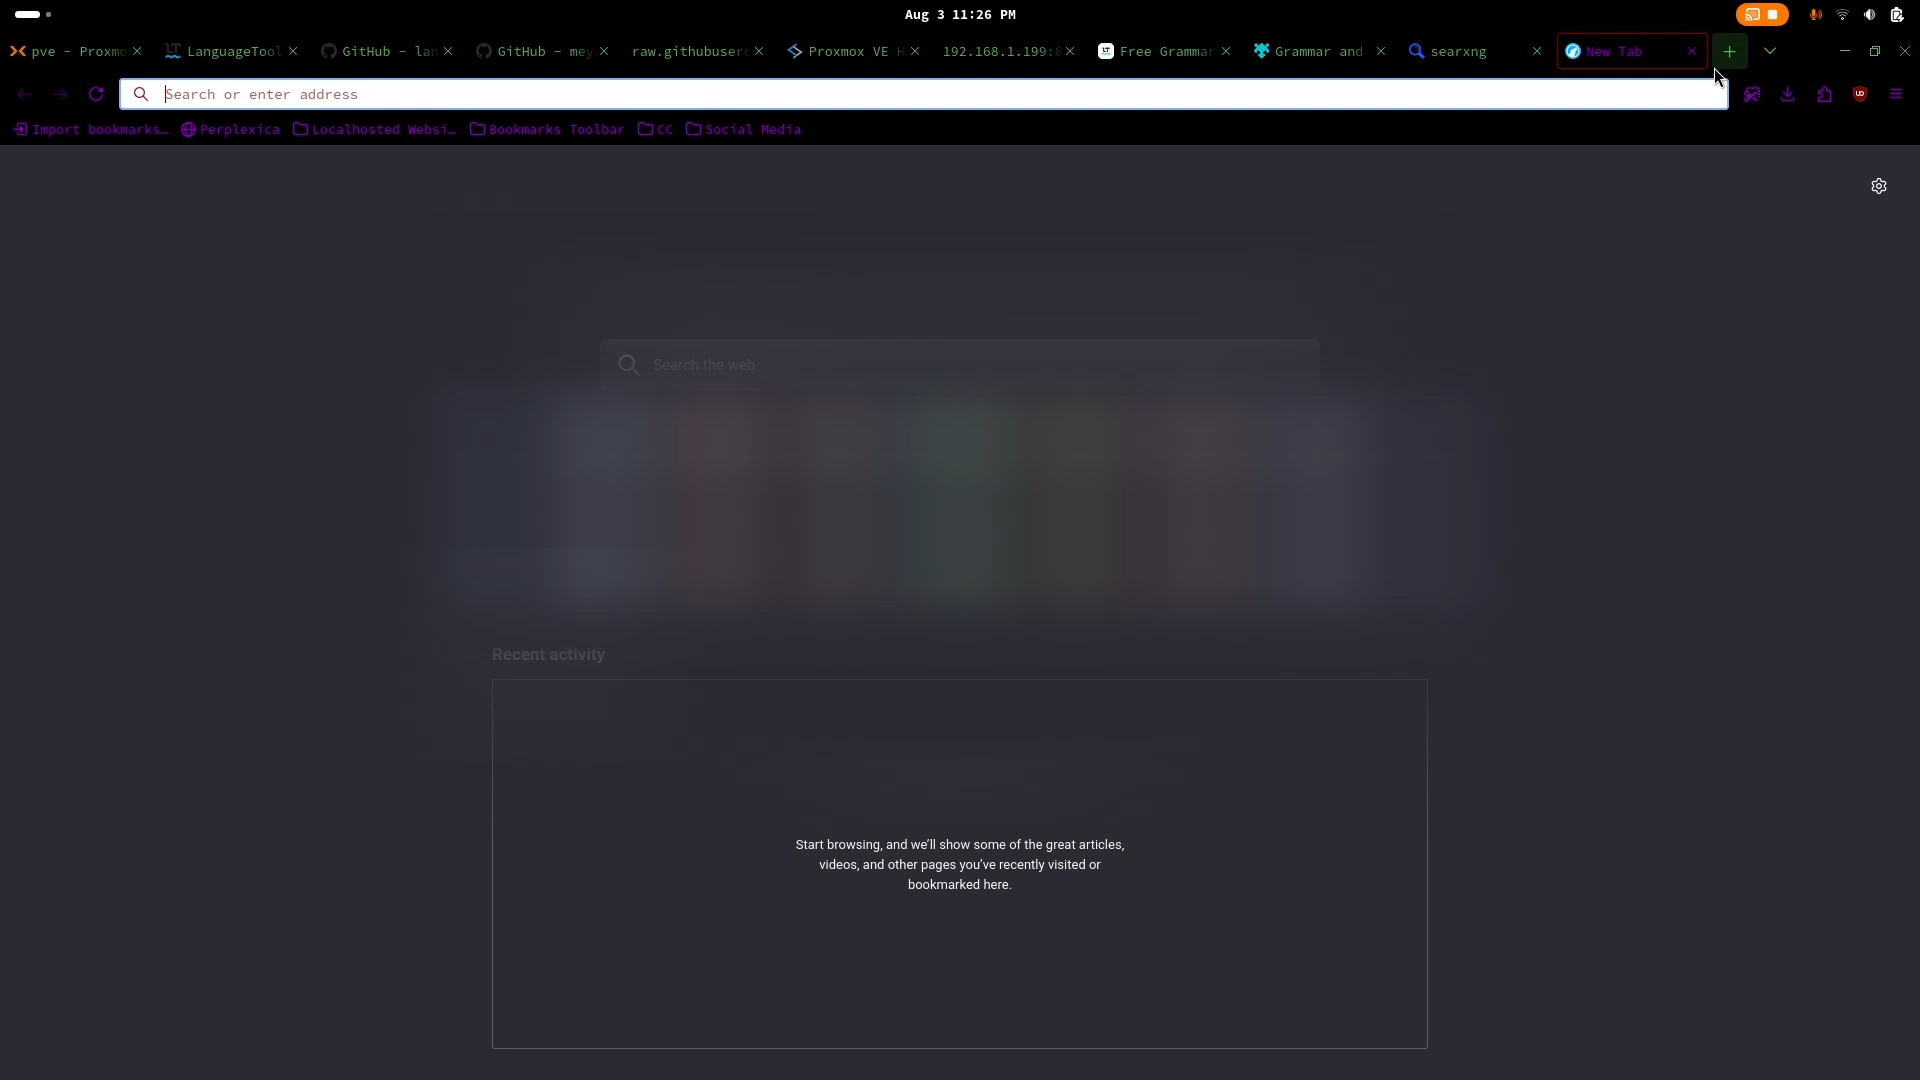 Aug 3 11:26 PM
pve - Proxmo
LanguageTool
GitHub - lan
GitHub - mey
raw.githubuserc
Proxmox VE H
192.168.1.199:8
Free Grammar
Grammar and
searxng
New Tab
Search or enter address
Import bookmarks…
Perplexica
Localhosted Websi…
Bookmarks Toolbar
CC
Social Media
Search the web
Recent activity
Start browsing, and we'll show some of the great articles,
videos, and other pages you've recently visited or
bookmarked here.